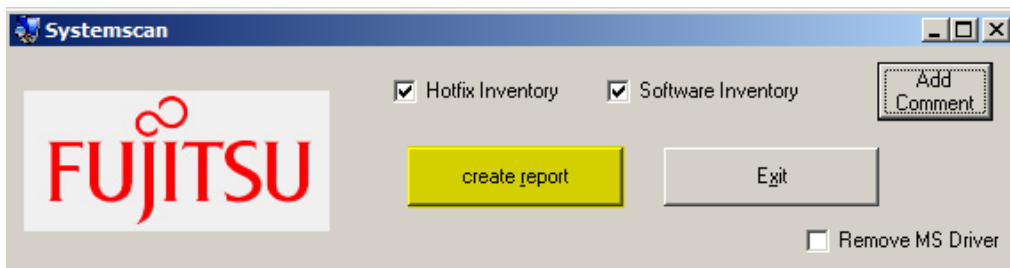 Systemscan
Hotfix Inventory
Software Inventory
Add
Comment
FUJITSU
create report
Exit
Remove MS Driver